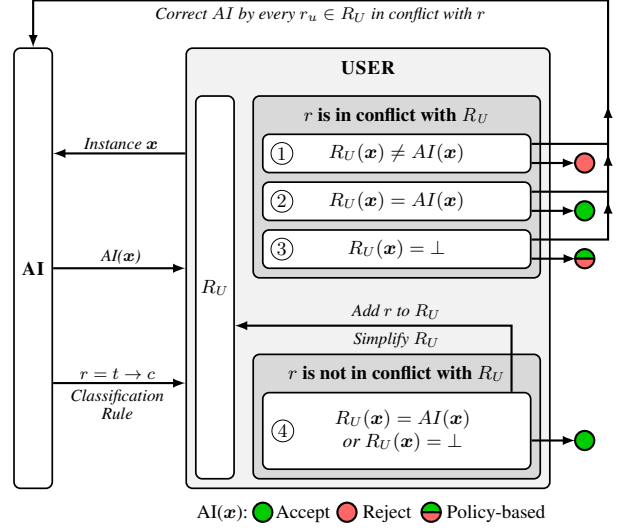 Correct AI by every r_u ∈ R_U in conflict with r
USER
r is in conflict with R_U
① R_U(x) ≠ AI(x)
② R_U(x) = AI(x)
③ R_U(x) = ⊥
Instance x
AI(x)
AI
R_U
r = t → c
Classification
Rule
Add r to R_U
Simplify R_U
r is not in conflict with R_U
④ R_U(x) = AI(x)
or R_U(x) = ⊥
AI(x): Accept Reject Policy-based